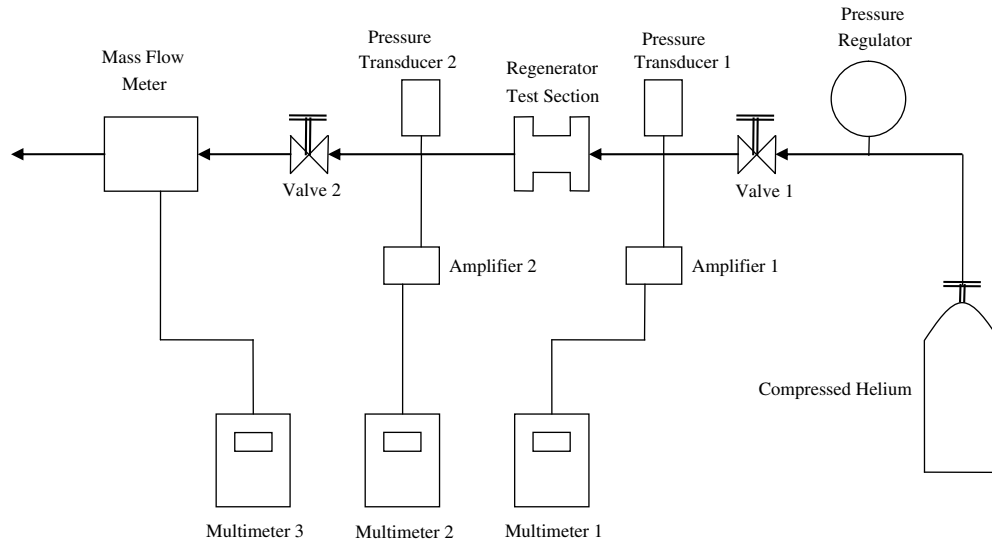 Pressure
Regulator
Pressure
Transducer 2
Pressure
Transducer 1
Mass Flow
Meter
Regenerator
Test Section
Valve 2
Valve 1
Amplifier 2
Amplifier 1
Compressed Helium
Multimeter 3
Multimeter 2
Multimeter 1